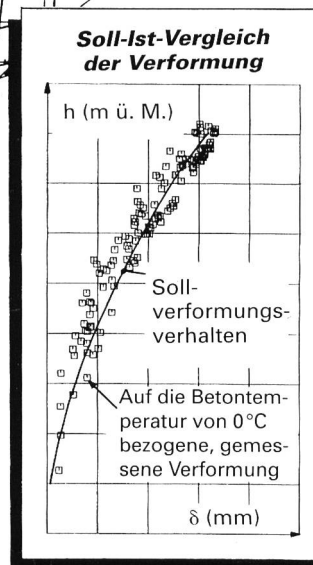 Soll-Ist-Vergleich
der Verformung
h (m ü. M.)
Soll-
verformungs-
verhalten
Auf die Betontem-
peratur von 0°C
bezogene, gemes-
sene Verformung
δ (mm)